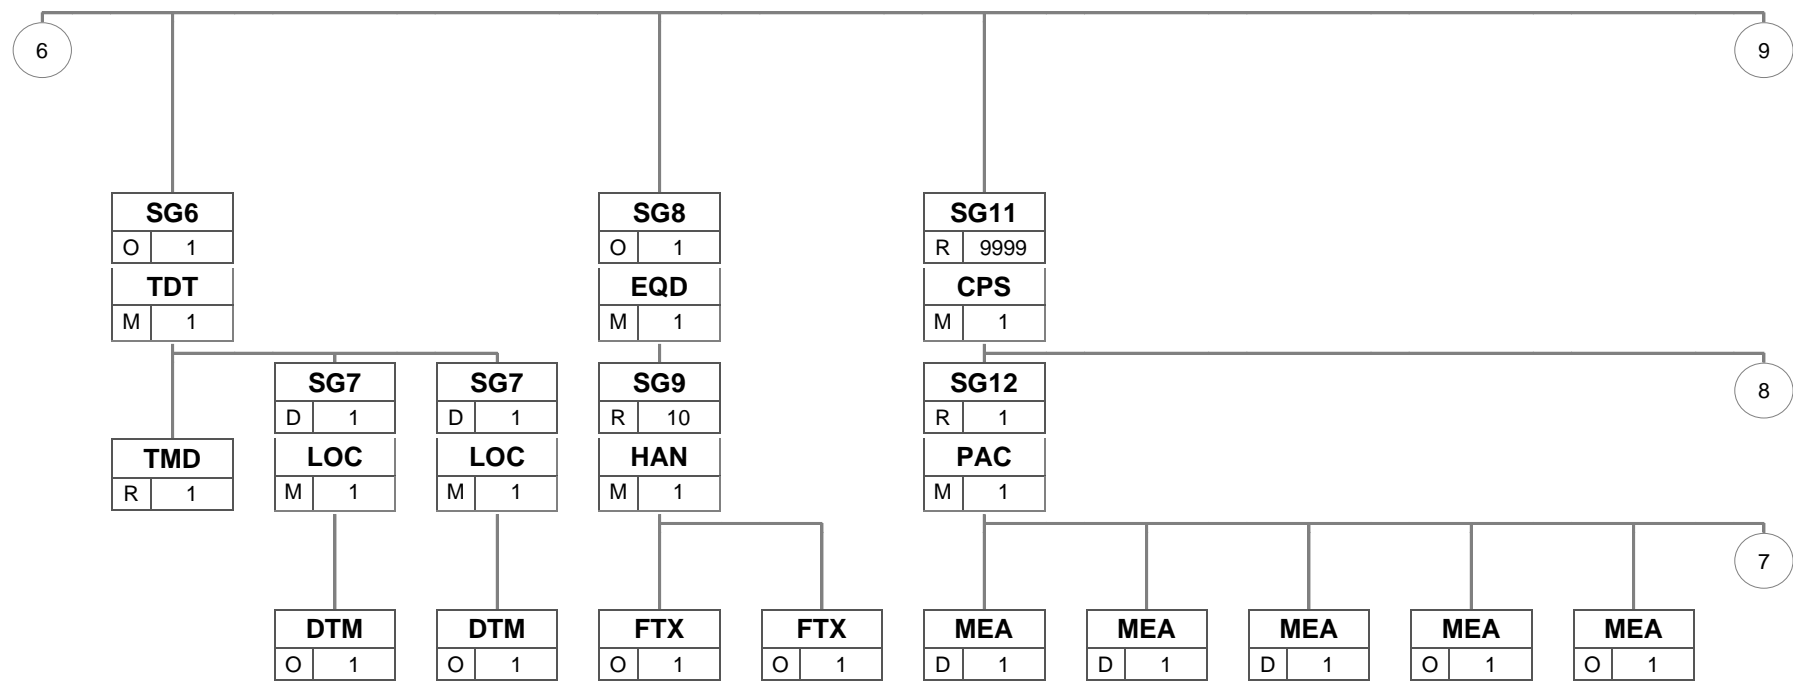 6 9
SG6 SG8 SG11
O 1 O 1 R 9999
TDT EQD CPS
M 1 M 1 M 1
SG7 SG7 SG9 SG12 8
D 1 D 1 R 10 R 1
TMD LOC LOC HAN PAC
R 1 M 1 M 1 M 1 M 1
7
DTM DTM FTX FTX MEA MEA MEA MEA MEA
O 1 O 1 O 1 O 1 D 1 D 1 D 1 O 1 O 1